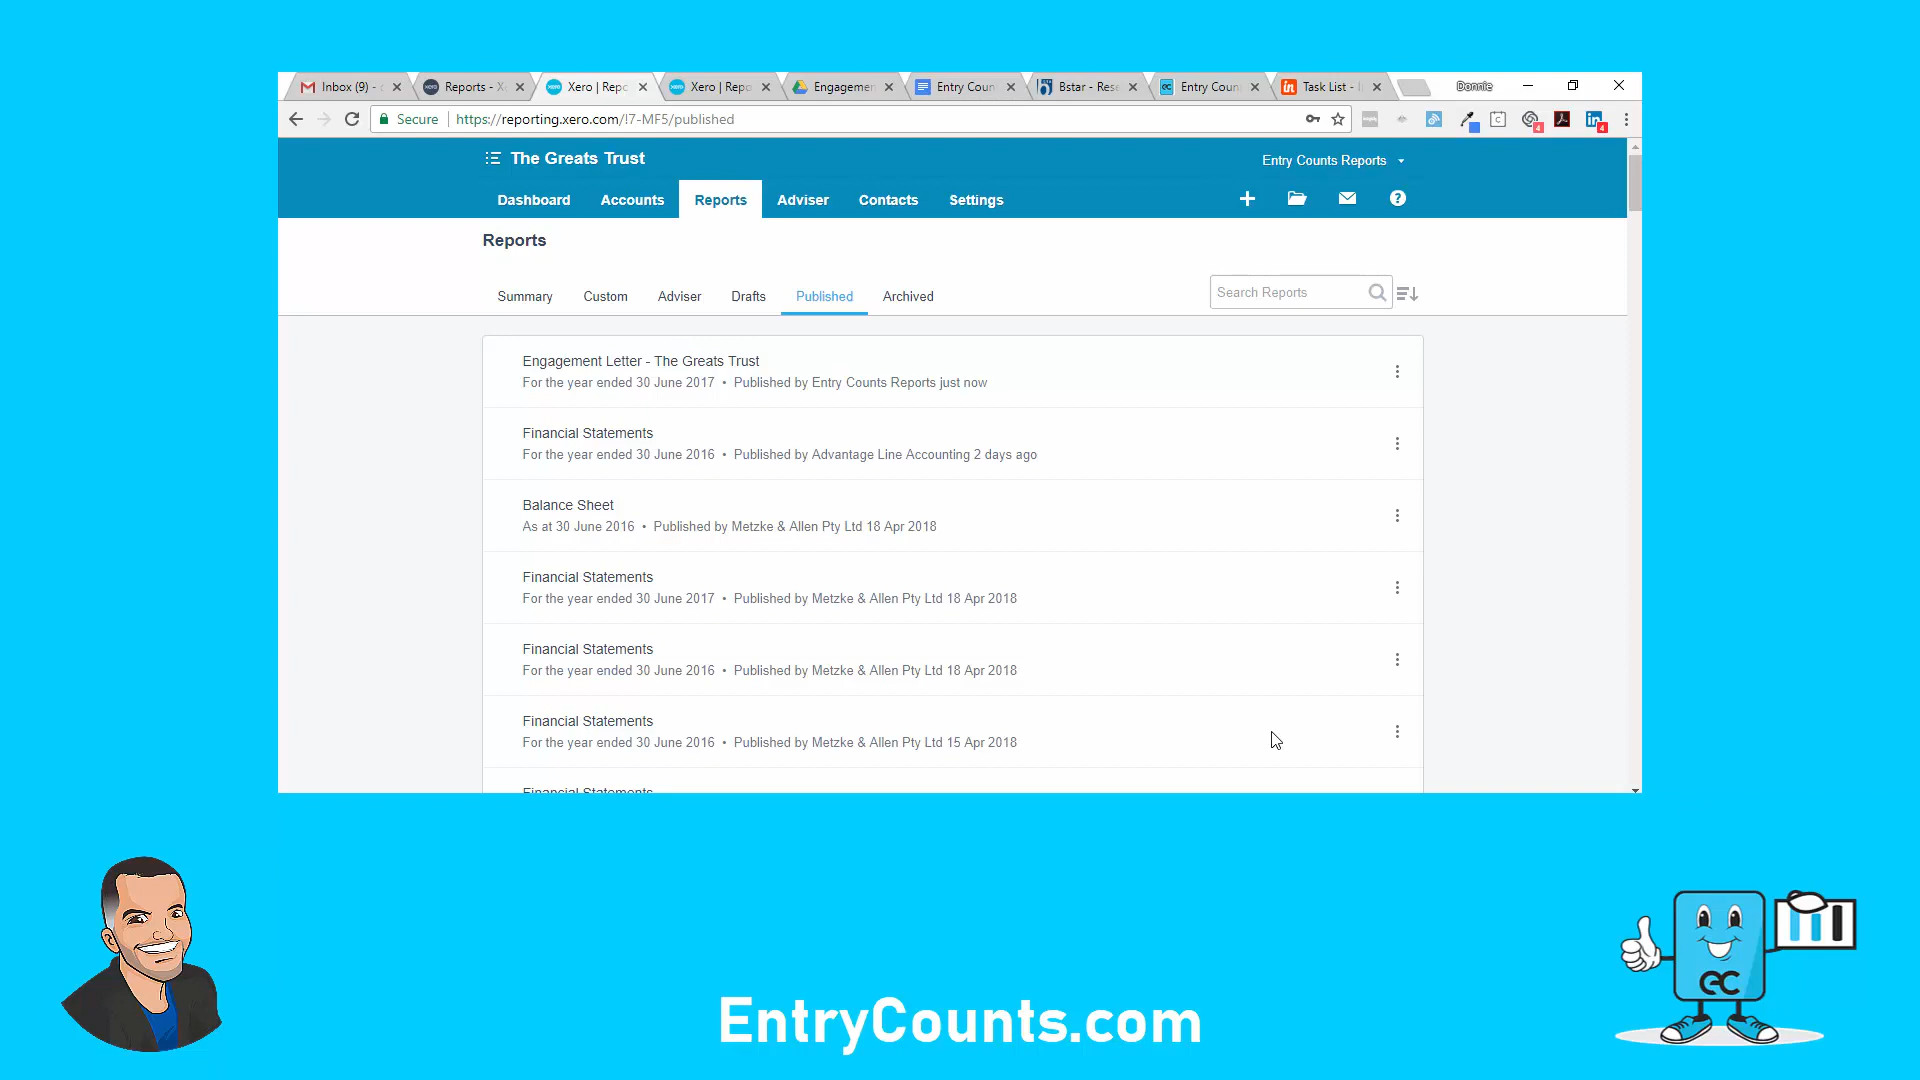 Inbox (9) -
Reports - X
Xero | Repo
Xero | Repo
Engagemen
Entry Coun
Bstar - Rese
Entry Coun
Task List -
Donnie
Secure https://reporting.xero.com/!7-MF5/published
The Greats Trust
Entry Counts Reports
Dashboard Accounts Reports Adviser Contacts Settings
Reports
Summary Custom Adviser Drafts Published Archived
Search Reports
Engagement Letter - The Greats Trust
For the year ended 30 June 2017 • Published by Entry Counts Reports just now
Financial Statements
For the year ended 30 June 2016 • Published by Advantage Line Accounting 2 days ago
Balance Sheet
As at 30 June 2016 • Published by Metzke & Allen Pty Ltd 18 Apr 2018
Financial Statements
For the year ended 30 June 2017 • Published by Metzke & Allen Pty Ltd 18 Apr 2018
Financial Statements
For the year ended 30 June 2016 • Published by Metzke & Allen Pty Ltd 18 Apr 2018
Financial Statements
For the year ended 30 June 2016 • Published by Metzke & Allen Pty Ltd 15 Apr 2018
Financial Statements
ec
EntryCounts.com